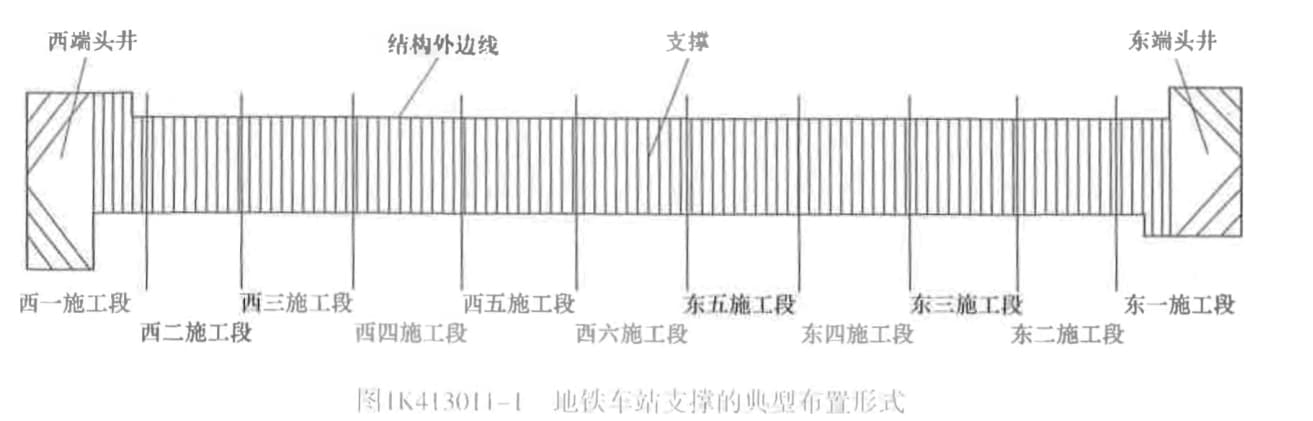 西端头井 结构外边线 支撑 东端头井
西一施工段 西三施工段 西五施工段 东五施工段 东三施工段 东一施工段
西二施工段 西四施工段 西六施工段 东四施工段 东二施工段
图1K413011-1 地铁车站支撑的典型布置形式